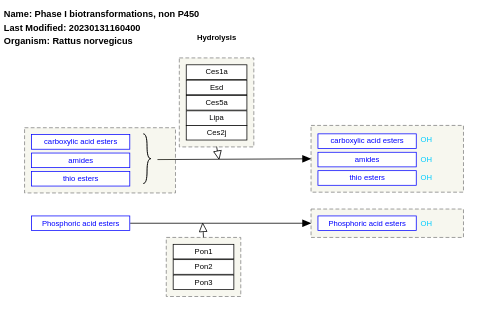 Name: Phase I biotransformations, non P450
Last Modified: 20230131160400
Organism: Rattus norvegicus
Hydrolysis
Ces1a
Esd
Ces5a
Lipa
Ces2j
carboxylic acid esters
amides
thio esters
carboxylic acid esters OH
amides OH
thio esters OH
Phosphoric acid esters
Phosphoric acid esters OH
Pon1
Pon2
Pon3